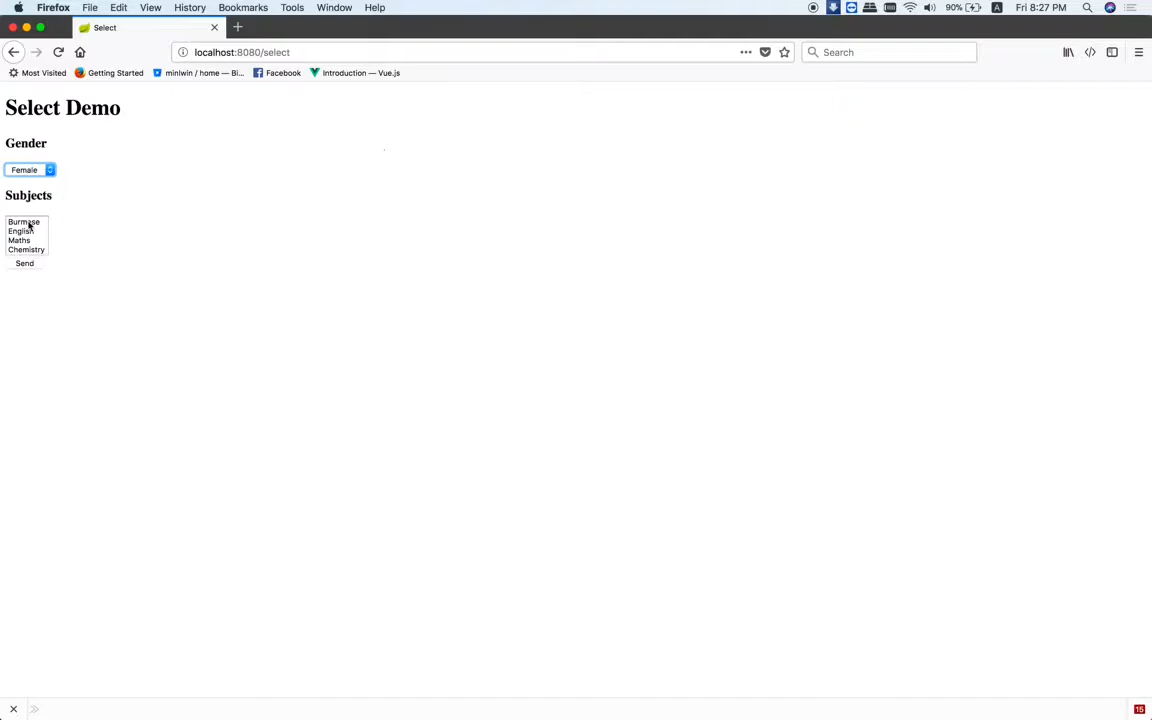 Firefox File Edit View History Bookmarks Tools Window Help 90% A Fri 8:27 PM
Select
localhost:8080/select Search
Most Visited Getting Started miniwin / home — Bi... Facebook Introduction — Vue.js
Select Demo
Gender
Female
Subjects
Burmese
English
Maths
Chemistry
Send
15